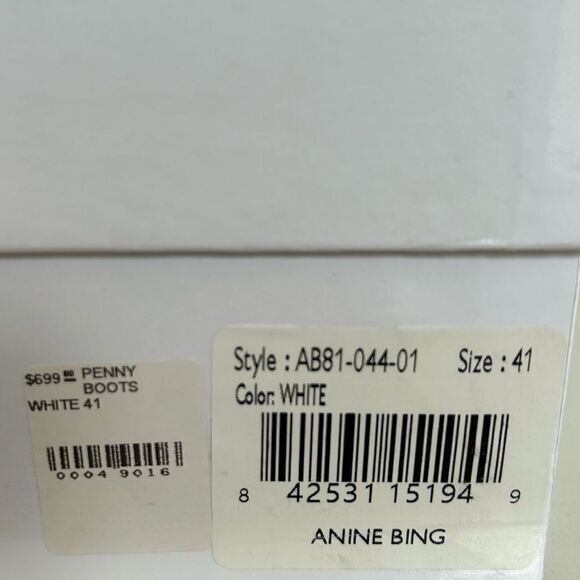 $699.00 PENNY
BOOTS
WHITE 41
0004 9016
Style : AB81-044-01 Size : 41
Color: WHITE
8 42531 15194 9
ANINE BING